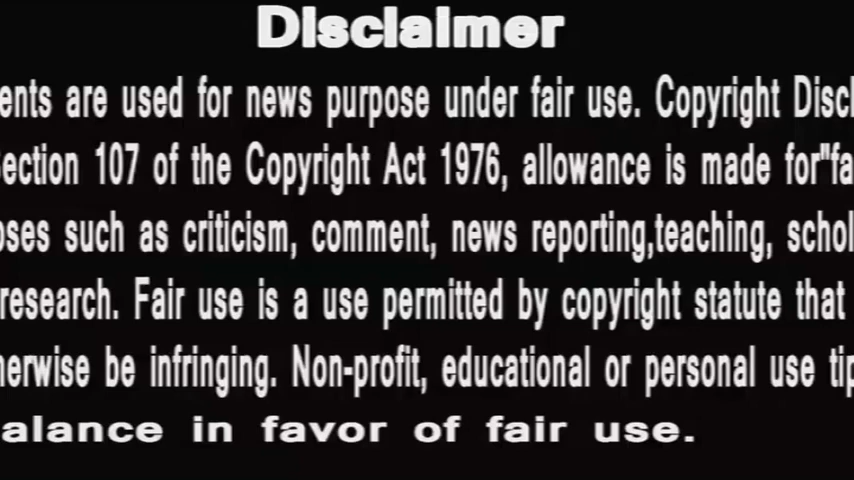 Disclaimer
ents are used for news purpose under fair use. Copyright Discl
ection 107 of the Copyright Act 1976, allowance is made for"fa
oses such as criticism, comment, news reporting,teaching, schol
research. Fair use is a use permitted by copyright statute that
herwise be infringing. Non-profit, educational or personal use tip
alance in favor of fair use.